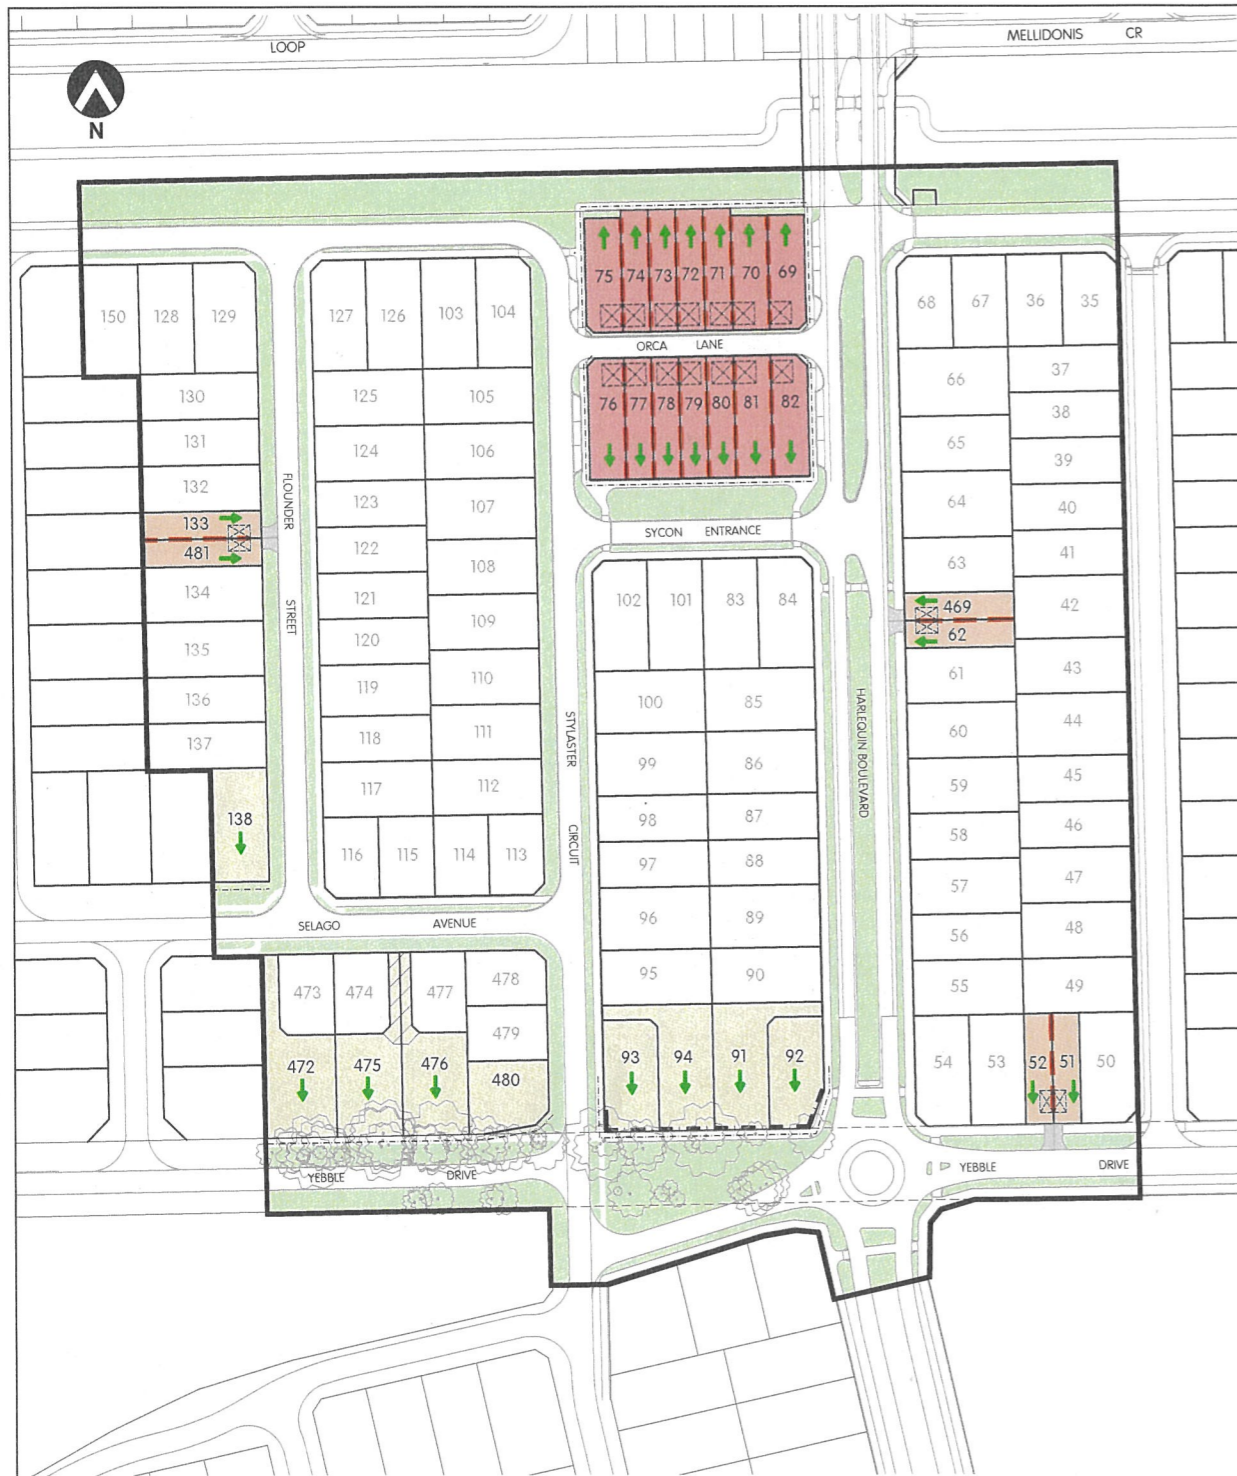 LOOP
MELLIDONIS CR
N
75 74 73 72 71 70 69
150 128 129
127 126 103 104
68 67 36 35
ORCA LANE
130
125 105
66 37
76 77 78 79 80 81 82
38
131
124 106
65 39
132
FLOUNDER
123 107
64 40
133
481
SYCON ENTRANCE
122 108
63 41
134
STREET
121
102 101 83 84
469
42
120 109
62
135
119 110
61 43
136
100 85
STYLASTER
HARLEQUIN BOULEVARD
137
118 111
60 44
99 86
117 112
59 45
138
98 87
58 46
CIRCUIT
116 115 114 113
97 88
57 47
SELAGO AVENUE
96 89
56 48
473 474 477 478
95 90
55 49
479
472 475 476 480
93 94 91 92
54 53 52 51 50
YEBBLE DRIVE
YEBBLE DRIVE